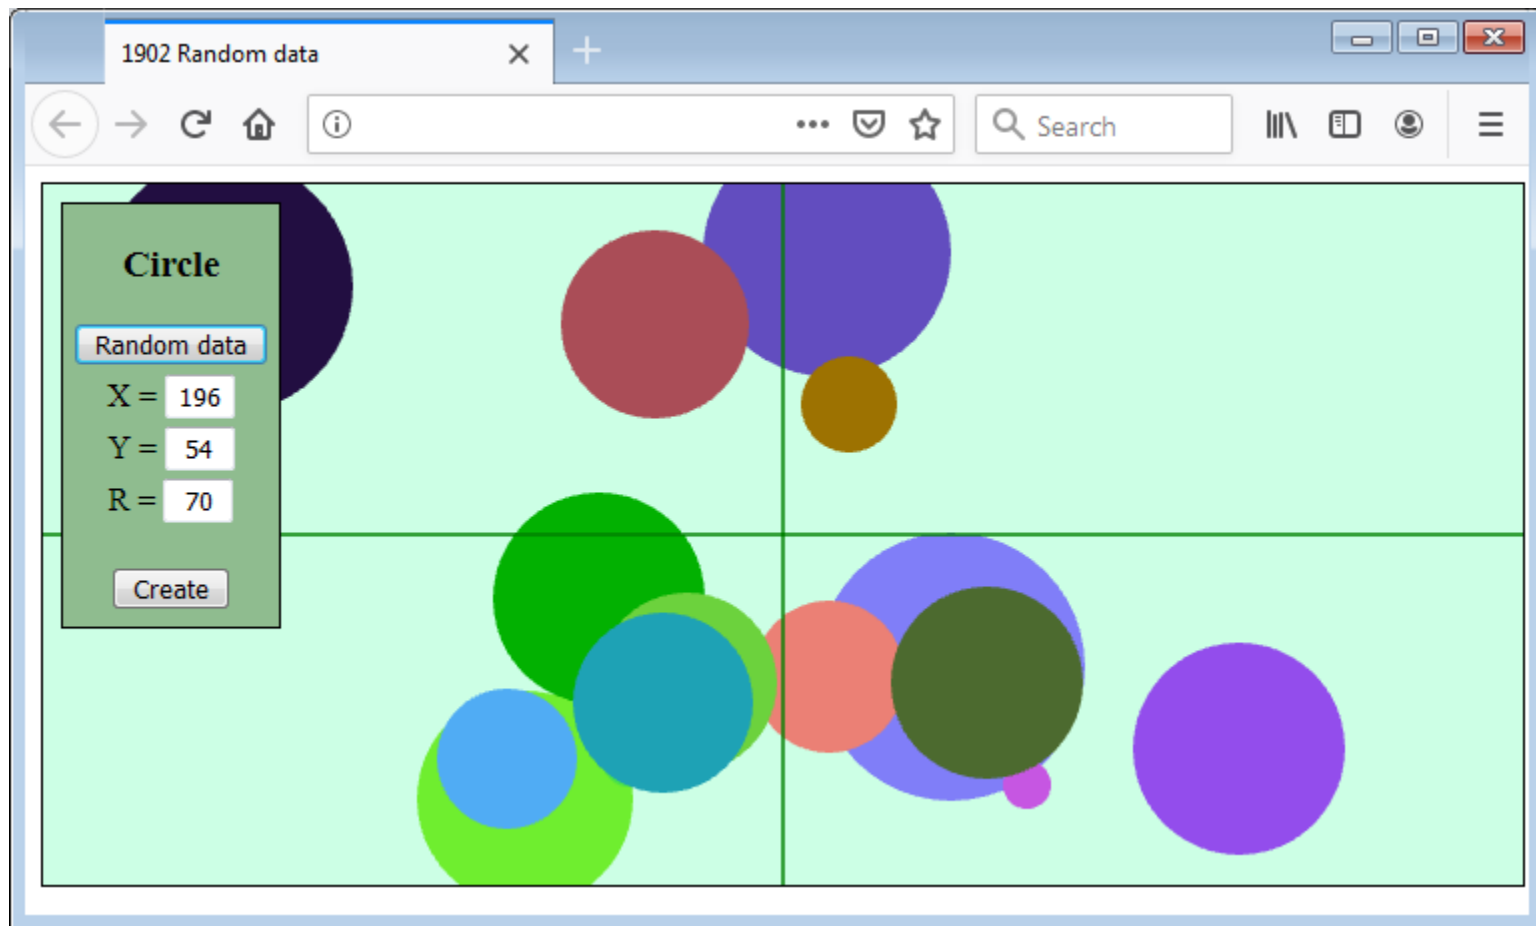 1902 Random data
Search
Circle
Random data
X = 196
Y = 54
R = 70
Create